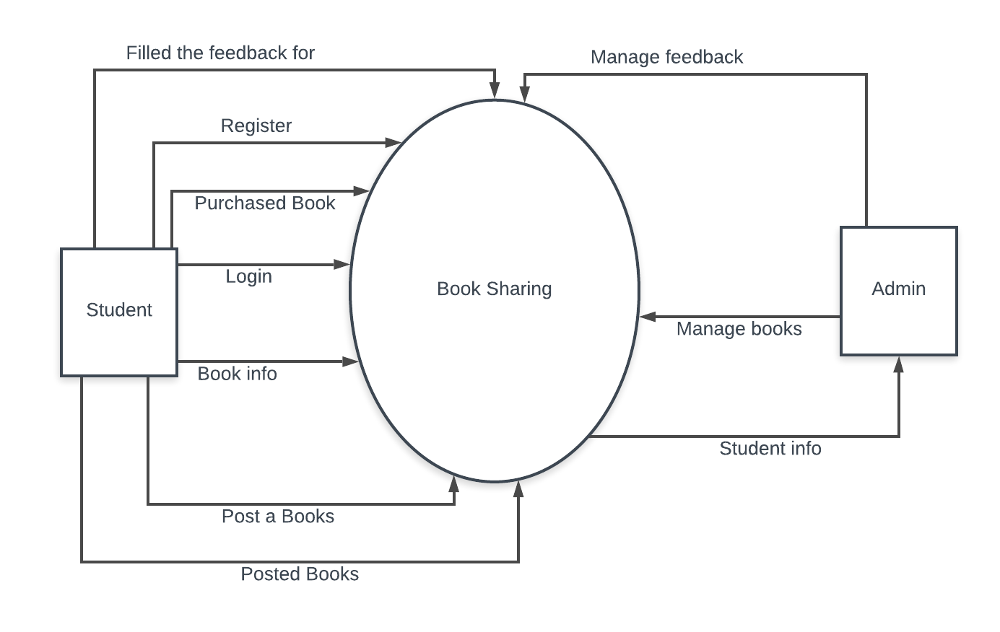 Filled the feedback for
Manage feedback
Register
Purchased Book
Login
Student
Book Sharing
Admin
Manage books
Book info
Student info
Post a Books
Posted Books